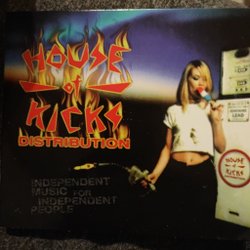 HOUSE
of
KICKS
DISTRIBUTION
INDEPENDENT
MUSIC FOR
INDEPENDENT
PEOPLE
HOUSE
of
KICKS